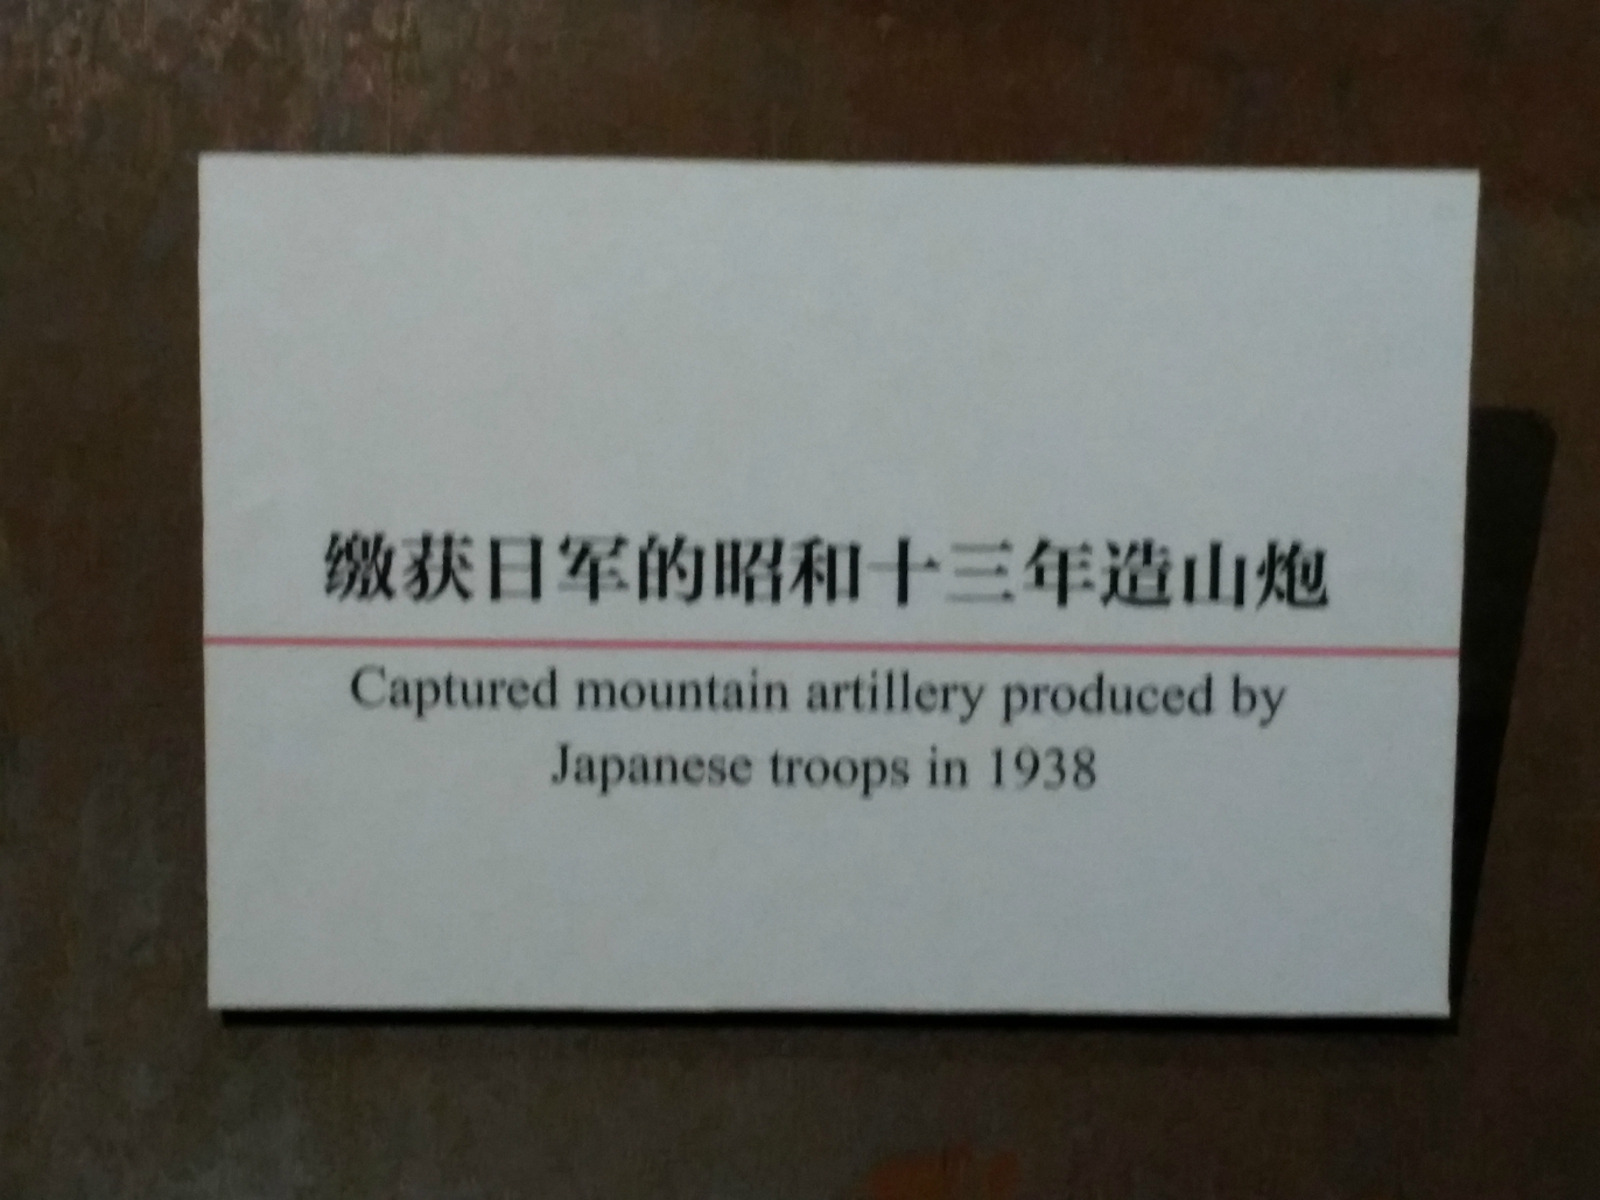 缴获日军的昭和十三年造山炮
Captured mountain artillery produced by
Japanese troops in 1938